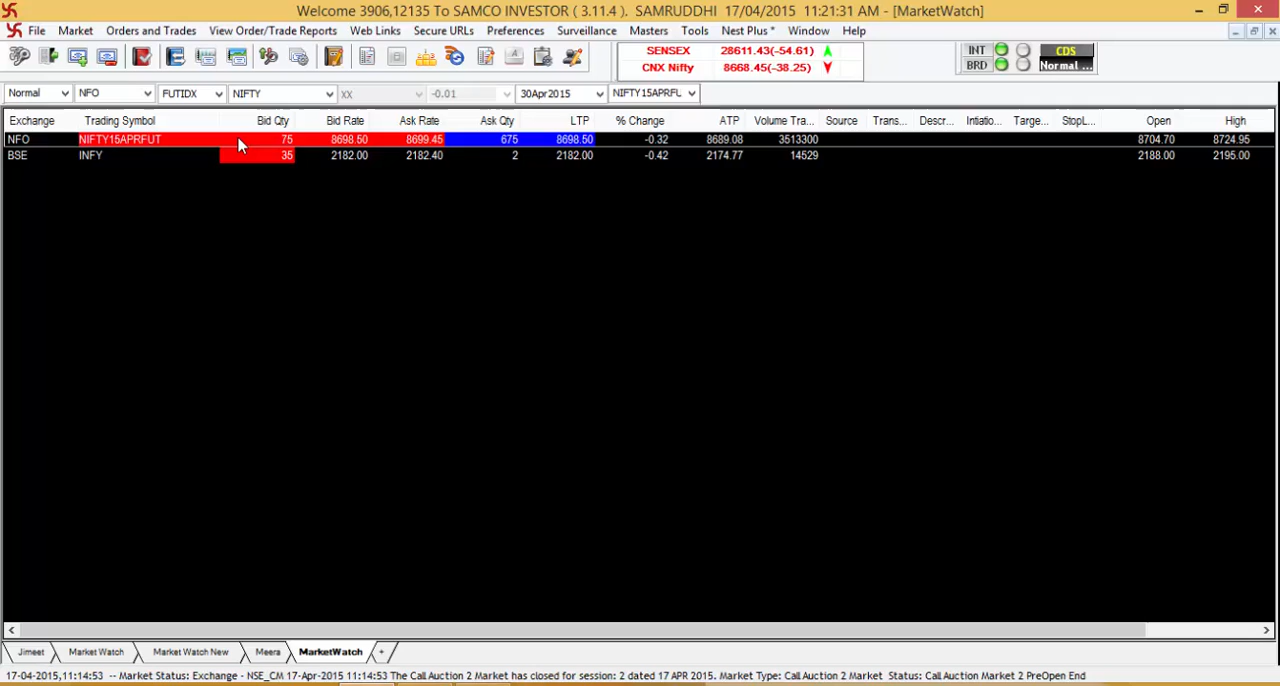 Welcome 3906,12135 To SAMCO INVESTOR ( 3.11.4 ). SAMRUDDHI 17/04/2015 11:21:31 AM - [MarketWatch]
File Market Orders and Trades View Order/Trade Reports Web Links Secure URLs Preferences Surveillance Masters Tools Nest Plus * Window Help
SENSEX 28611.43(-54.61) INT CDS
CNX Nifty 8668.45(-38.25) BRD Normal ...
Normal NFO FUTIDX NIFTY XX -0.01 30Apr2015 NIFTY15APRFU
Exchange Trading Symbol Bid Qty Bid Rate Ask Rate Ask Qty LTP % Change ATP Volume Tra... Source Trans... Descr... Intiatio... Targe... StopL... Open High
NFO NIFTY15APRFUT 75 8698.50 8699.45 675 8698.50 -0.32 8689.08 3513300 8704.70 8724.95
BSE INFY 35 2182.00 2182.40 2 2182.00 -0.42 2174.77 14529 2188.00 2195.00
Jimeet Market Watch Market Watch New Meera MarketWatch +
17-04-2015,11:14:53 -- Market Status: Exchange - NSE_CM 17-Apr-2015 11:14:53 The Call Auction 2 Market has closed for session: 2 dated 17 APR 2015. Market Type: Call Auction 2 Market Status: Call Auction Market 2 PreOpen End